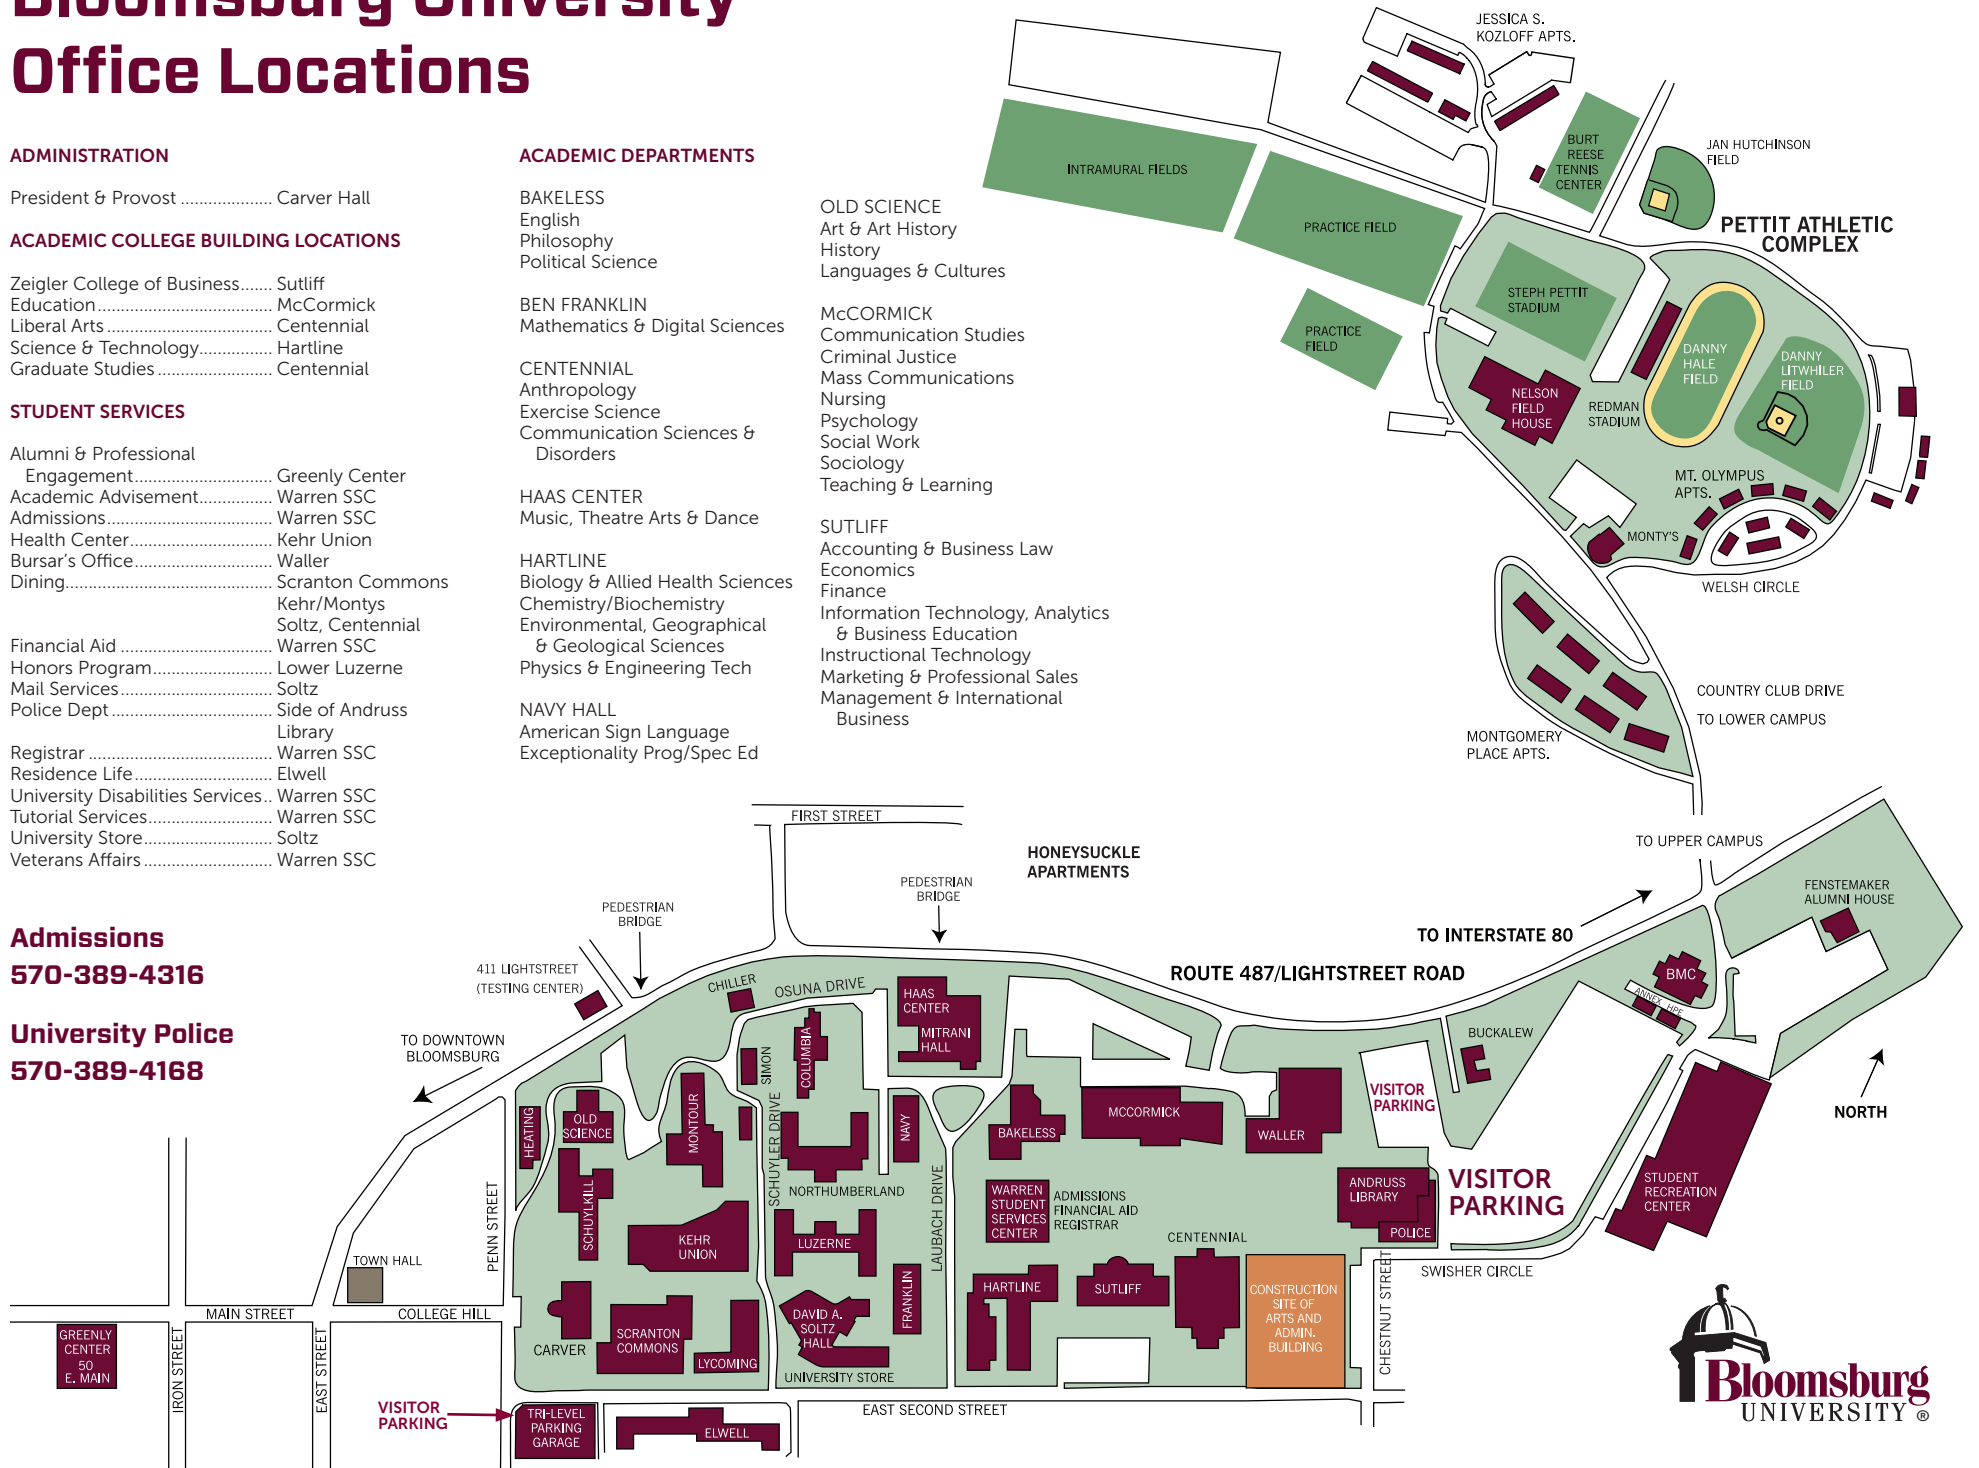 Bloomsburg University
Office Locations
ADMINISTRATION
President & Provost ................... Carver Hall
ACADEMIC COLLEGE BUILDING LOCATIONS
Zeigler College of Business....... Sutliff
Education.................................... McCormick
Liberal Arts .................................. Centennial
Science & Technology............... Hartline
Graduate Studies ........................ Centennial
STUDENT SERVICES
Alumni & Professional
Engagement............................. Greenly Center
Academic Advisement............... Warren SSC
Admissions.................................. Warren SSC
Health Center............................. Kehr Union
Bursar's Office............................. Waller
Dining........................................... Scranton Commons
Kehr/Montys
Soltz, Centennial
Financial Aid ................................ Warren SSC
Honors Program......................... Lower Luzerne
Mail Services................................ Soltz
Police Dept .................................. Side of Andruss
Library
Registrar ...................................... Warren SSC
Residence Life............................. Elwell
University Disabilities Services.. Warren SSC
Tutorial Services.......................... Warren SSC
University Store........................... Soltz
Veterans Affairs ........................... Warren SSC
Admissions
570-389-4316
University Police
570-389-4168
ACADEMIC DEPARTMENTS
BAKELESS
English
Philosophy
Political Science
BEN FRANKLIN
Mathematics & Digital Sciences
CENTENNIAL
Anthropology
Exercise Science
Communication Sciences &
Disorders
HAAS CENTER
Music, Theatre Arts & Dance
HARTLINE
Biology & Allied Health Sciences
Chemistry/Biochemistry
Environmental, Geographical
& Geological Sciences
Physics & Engineering Tech
NAVY HALL
American Sign Language
Exceptionality Prog/Spec Ed
OLD SCIENCE
Art & Art History
History
Languages & Cultures
McCORMICK
Communication Studies
Criminal Justice
Mass Communications
Nursing
Psychology
Social Work
Sociology
Teaching & Learning
SUTLIFF
Accounting & Business Law
Economics
Finance
Information Technology, Analytics
& Business Education
Instructional Technology
Marketing & Professional Sales
Management & International
Business
JESSICA S.
KOZLOFF APTS.
INTRAMURAL FIELDS
BURT
REESE
TENNIS
CENTER
JAN HUTCHINSON
FIELD
PRACTICE FIELD
PETTIT ATHLETIC
COMPLEX
STEPH PETTIT
STADIUM
PRACTICE
FIELD
DANNY
HALE
FIELD
DANNY
LITWHILER
FIELD
NELSON
FIELD
HOUSE
REDMAN
STADIUM
MT. OLYMPUS
APTS.
MONTY'S
WELSH CIRCLE
COUNTRY CLUB DRIVE
TO LOWER CAMPUS
MONTGOMERY
PLACE APTS.
TO UPPER CAMPUS
FIRST STREET
HONEYSUCKLE
APARTMENTS
PEDESTRIAN
BRIDGE
PEDESTRIAN
BRIDGE
FENSTEMAKER
ALUMNI HOUSE
TO INTERSTATE 80
ROUTE 487/LIGHTSTREET ROAD
411 LIGHTSTREET
(TESTING CENTER)
CHILLER
OSUNA DRIVE
HAAS
CENTER
MITRANI
HALL
BMC
ANNEX HPE
BUCKALEW
TO DOWNTOWN
BLOOMSBURG
SIMON
COLUMBIA
VISITOR
PARKING
NORTH
HEATING
OLD
SCIENCE
MONTOUR
SCHUYLER DRIVE
NAVY
BAKELESS
MCCORMICK
WALLER
NORTHUMBERLAND
LAUBACH DRIVE
WARREN
STUDENT
SERVICES
CENTER
ADMISSIONS
FINANCIAL AID
REGISTRAR
ANDRUSS
LIBRARY
POLICE
VISITOR
PARKING
STUDENT
RECREATION
CENTER
PENN STREET
SCHUYLKILL
KEHR
UNION
LUZERNE
CENTENNIAL
TOWN HALL
SWISHER CIRCLE
HARTLINE
SUTLIFF
CONSTRUCTION
SITE OF
ARTS AND
ADMIN.
BUILDING
CHESTNUT STREET
MAIN STREET
COLLEGE HILL
FRANKLIN
DAVID A.
SOLTZ
HALL
GREENLY
CENTER
50
E. MAIN
IRON STREET
EAST STREET
CARVER
SCRANTON
COMMONS
LYCOMING
UNIVERSITY STORE
VISITOR
PARKING
TRI-LEVEL
PARKING
GARAGE
ELWELL
EAST SECOND STREET
Bloomsburg
UNIVERSITY ®